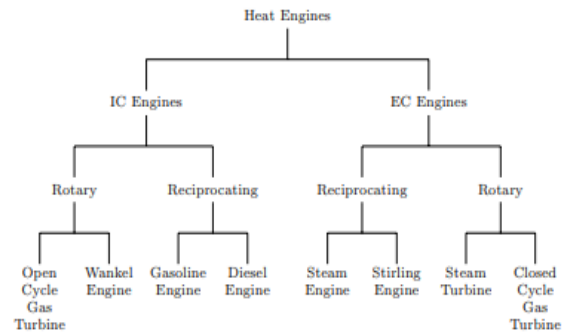 Heat Engines
IC Engines
EC Engines
Rotary
Reciprocating
Reciprocating
Rotary
Open
Cycle
Gas
Turbine
Wankel
Engine
Gasoline
Engine
Diesel
Engine
Steam
Engine
Stirling
Engine
Steam
Turbine
Closed
Cycle
Gas
Turbine